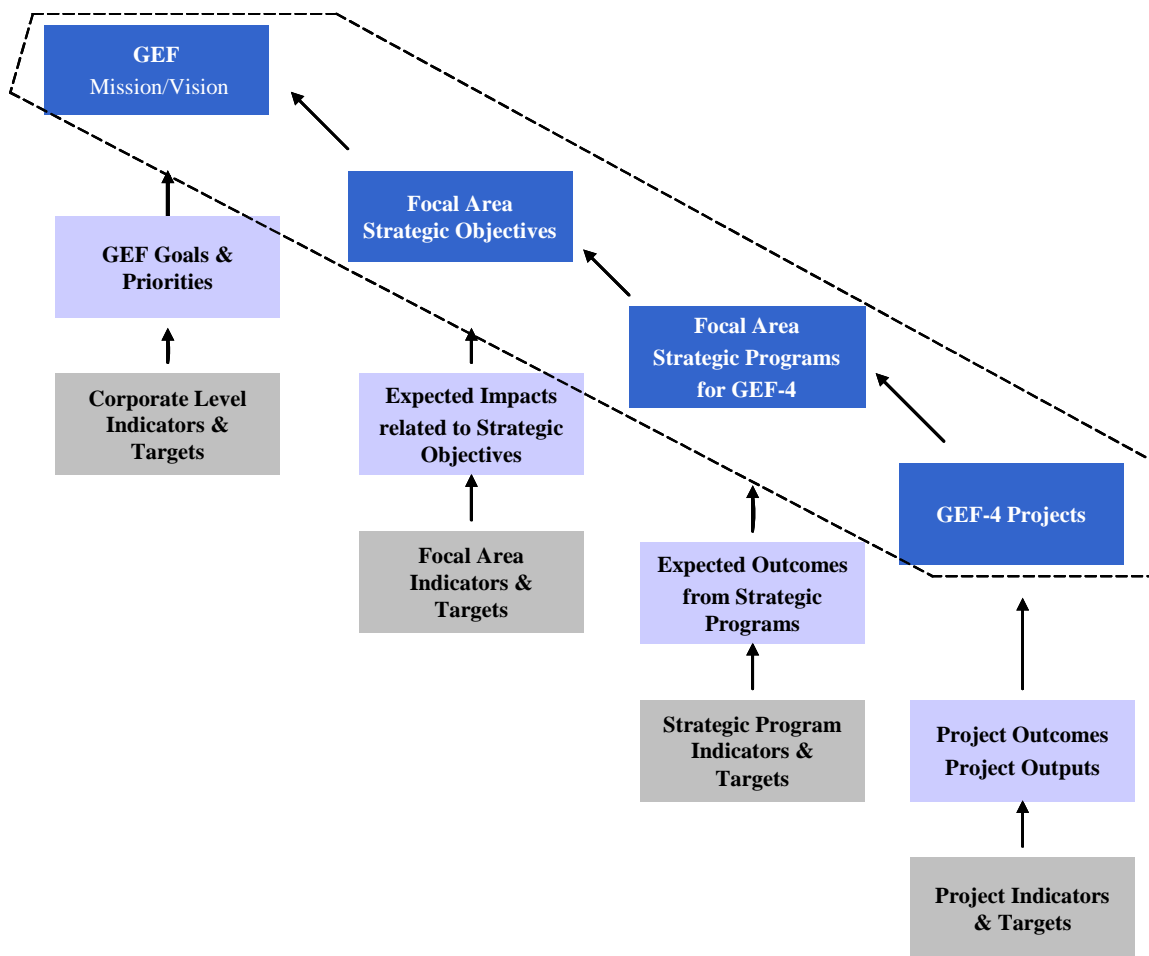 GEF
Mission/Vision
Focal Area
Strategic Objectives
GEF Goals &
Priorities
Focal Area
Strategic Programs
for GEF-4
Corporate Level
Indicators &
Targets
Expected Impacts
related to Strategic
Objectives
GEF-4 Projects
Focal Area
Indicators &
Targets
Expected Outcomes
from Strategic
Programs
Strategic Program
Indicators &
Targets
Project Outcomes
Project Outputs
Project Indicators
& Targets